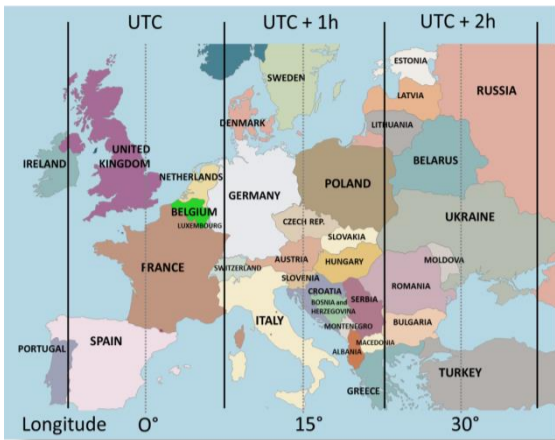 UTC
UTC + 1h
UTC + 2h
ESTONIA
SWEDEN
RUSSIA
LATVIA
DENMARK
LITHUANIA
UNITED
KINGDOM
IRELAND
BELARUS
NETHERLANDS
POLAND
GERMANY
BELGIUM
UKRAINE
LUXEMBOURG
CZECH REP.
SLOVAKIA
MOLDOVA
AUSTRIA
HUNGARY
FRANCE
SWITZERLAND
SLOVENIA
ROMANIA
CROATIA
SERBIA
BOSNIA and
HERZEGOVINA
ITALY
BULGARIA
MONTENEGRO
SPAIN
PORTUGAL
MACEDONIA
ALBANIA
TURKEY
GREECE
Longitude
0°
15°
30°